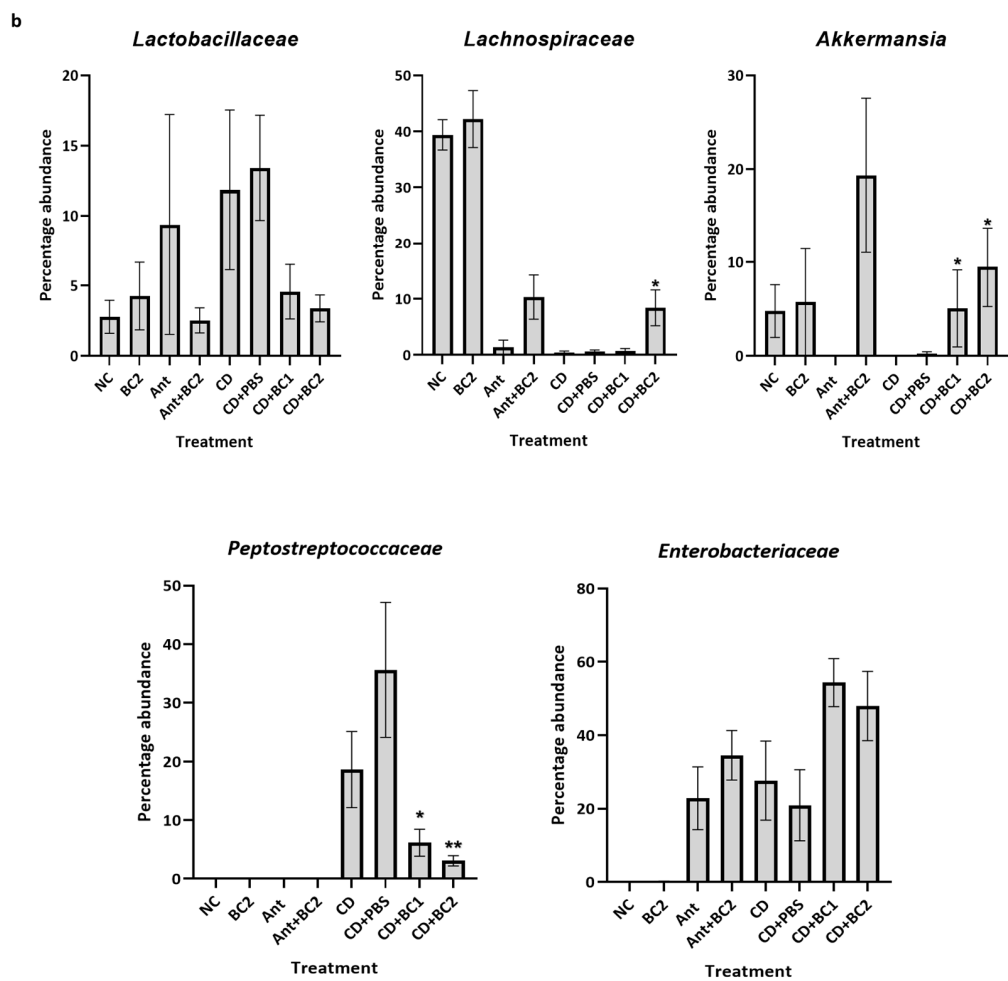 b
Lactobacillaceae
Percentage abundance
20
15
10
5
0
NC
BC2
Ant
Ant+BC2
CD
CD+PBS
CD+BC1
CD+BC2
Treatment
Lachnospiraceae
Percentage abundance
50
40
30
20
10
0
*
NC
BC2
Ant
Ant+BC2
CD
CD+PBS
CD+BC1
CD+BC2
Treatment
Akkermansia
Percentage abundance
30
20
10
0
*
*
NC
BC2
Ant
Ant+BC2
CD
CD+PBS
CD+BC1
CD+BC2
Treatment
Peptostreptococcaceae
Percentage abundance
50
40
30
20
10
0
*
**
NC
BC2
Ant
Ant+BC2
CD
CD+PBS
CD+BC1
CD+BC2
Treatment
Enterobacteriaceae
Percentage abundance
80
60
40
20
0
NC
BC2
Ant
Ant+BC2
CD
CD+PBS
CD+BC1
CD+BC2
Treatment